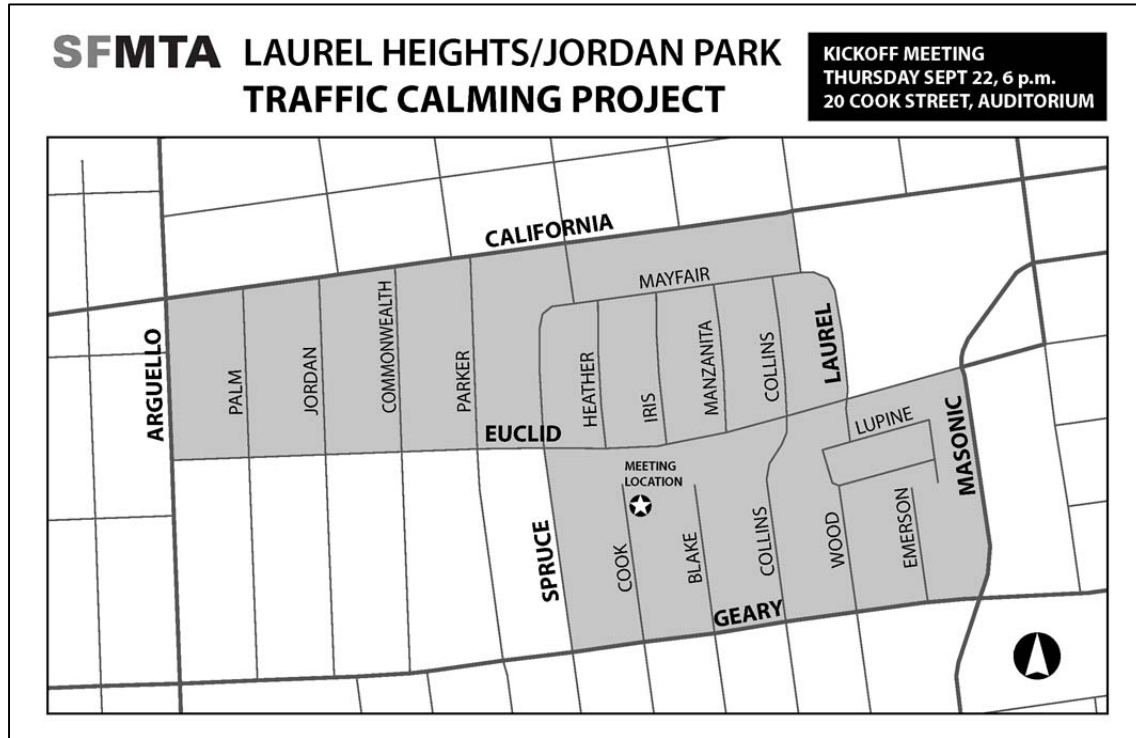 SFMTA LAUREL HEIGHTS/JORDAN PARK
TRAFFIC CALMING PROJECT
KICKOFF MEETING
THURSDAY SEPT 22, 6 p.m.
20 COOK STREET, AUDITORIUM
CALIFORNIA
MAYFAIR
ARGUELLO
PALM
JORDAN
COMMONWEALTH
PARKER
HEATHER
IRIS
MANZANITA
COLLINS
LAUREL
EUCLID
LUPINE
MASONIC
MEETING
LOCATION
SPRUCE
COOK
BLAKE
COLLINS
WOOD
EMERSON
GEARY